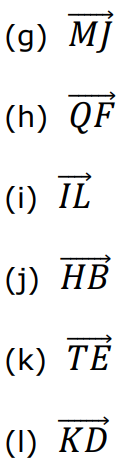 (g) $\overrightarrow{MJ}$
(h) $\overrightarrow{QF}$
(i) $\overrightarrow{IL}$
(j) $\overrightarrow{HB}$
(k) $\overrightarrow{TE}$
(l) $\overrightarrow{KD}$